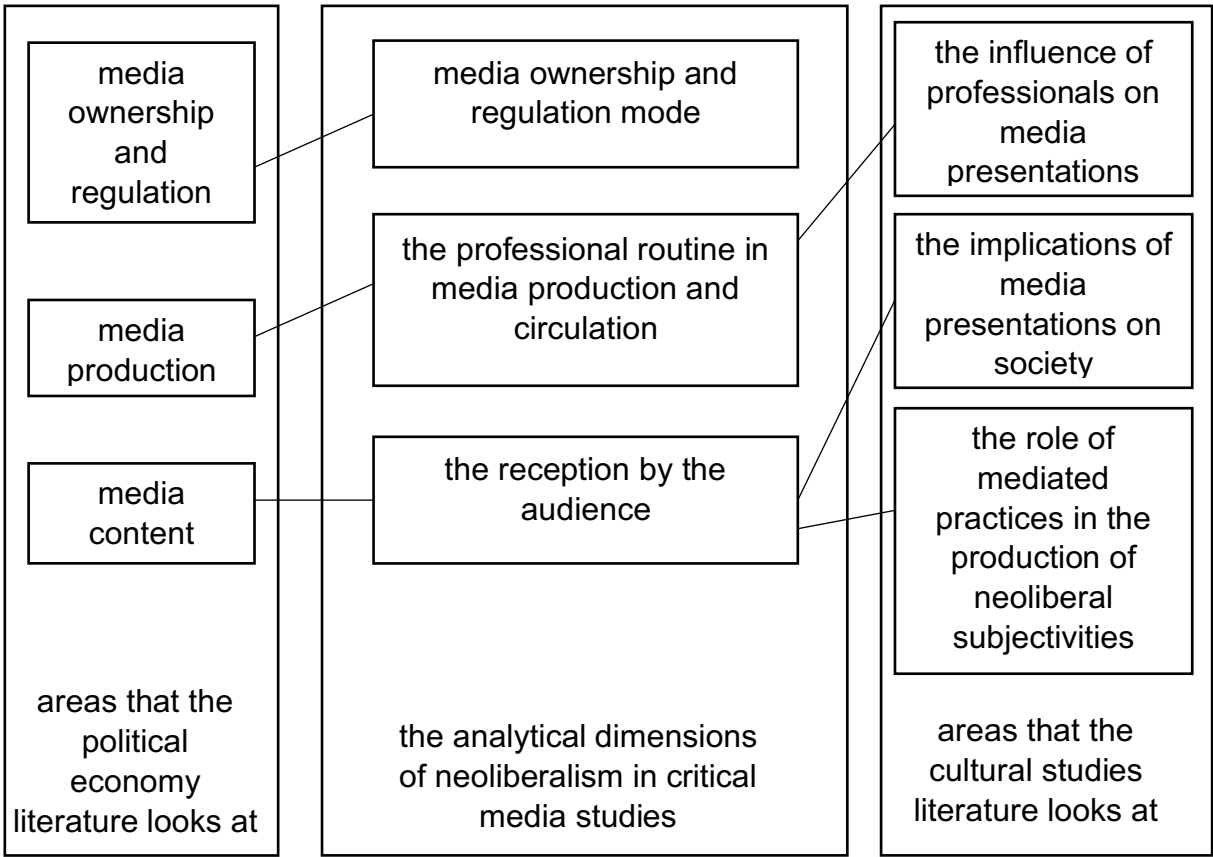 media
ownership
and
regulation
media
production
media
content
areas that the
political
economy
literature looks at
media ownership and
regulation mode
the professional routine in
media production and
circulation
the reception by the
audience
the analytical dimensions
of neoliberalism in critical
media studies
the influence of
professionals on
media
presentations
the implications of
media
presentations on
society
the role of
mediated
practices in the
production of
neoliberal
subjectivities
areas that the
cultural studies
literature looks at